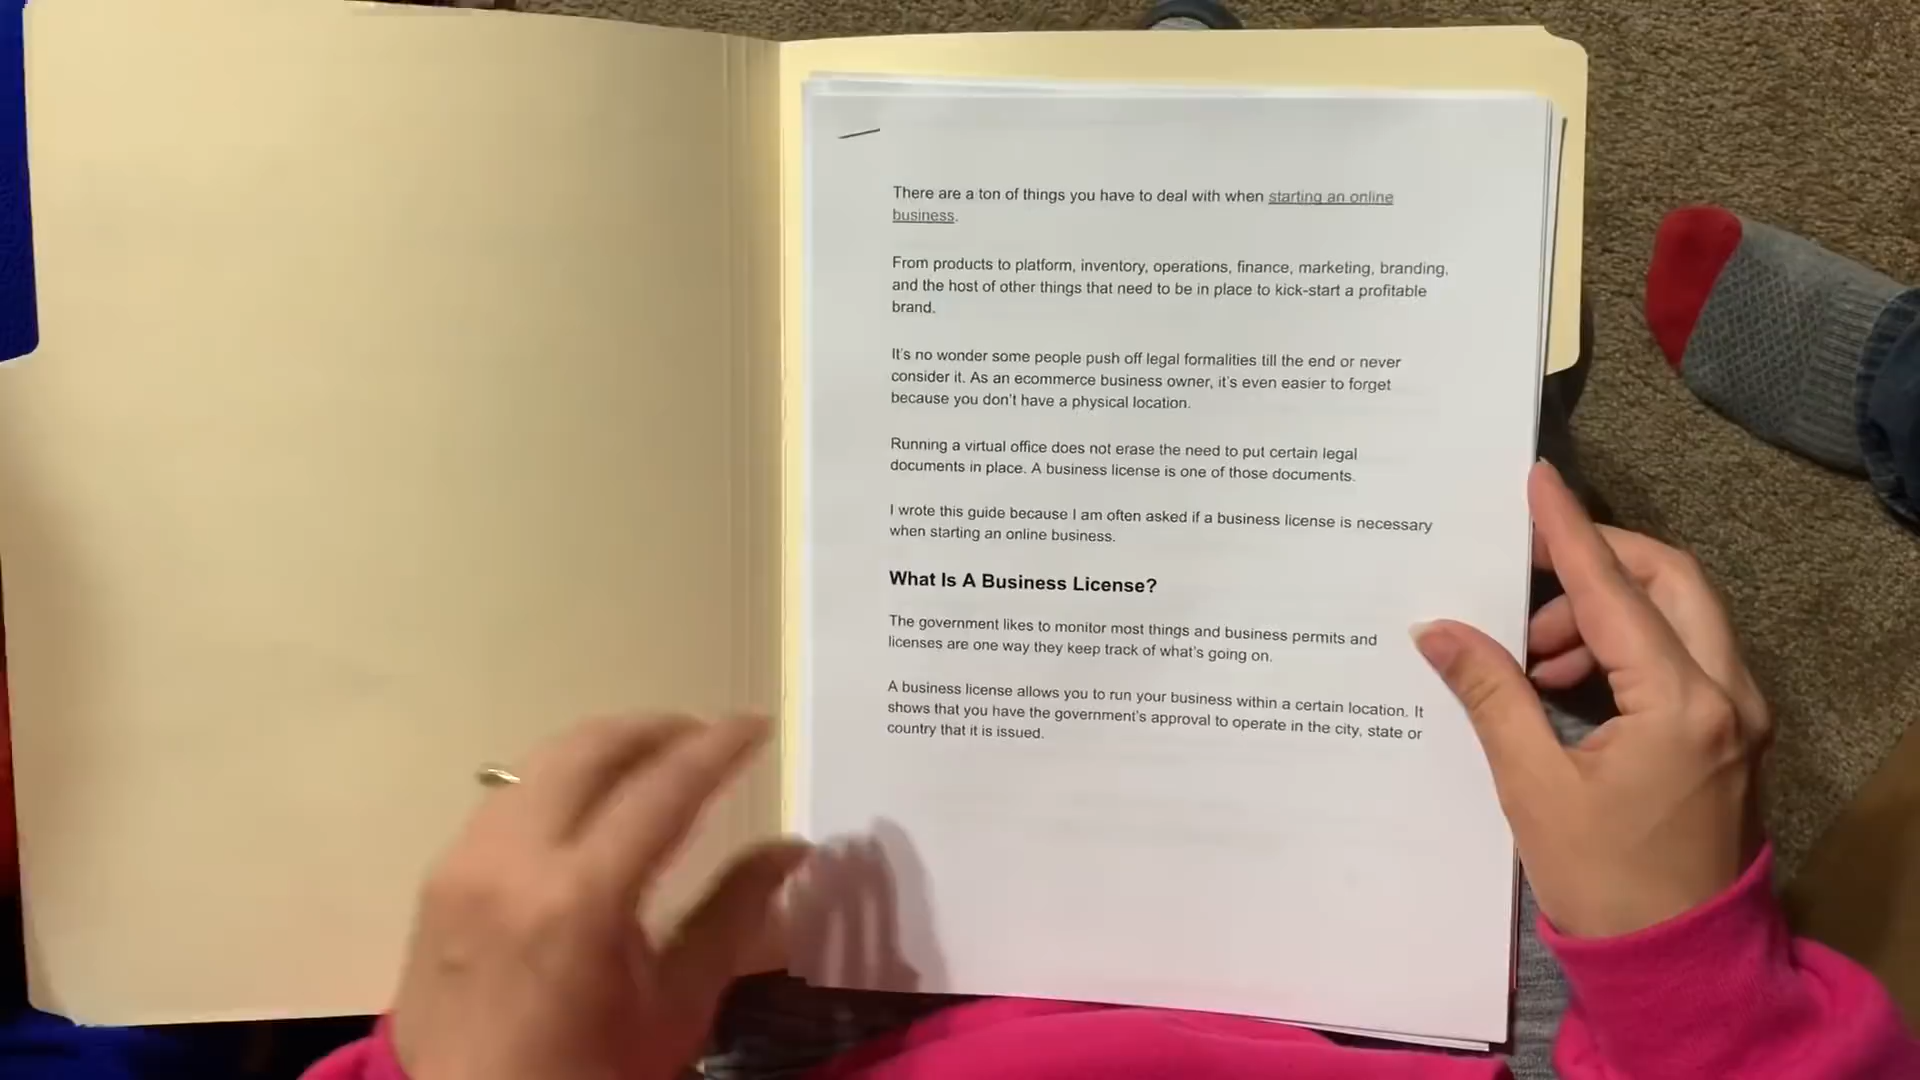 There are a ton of things you have to deal with when starting an online
business.
From products to platform, inventory, operations, finance, marketing, branding,
and the host of other things that need to be in place to kick-start a profitable
brand.
It's no wonder some people push off legal formalities till the end or never
consider it. As an ecommerce business owner, it's even easier to forget
because you don't have a physical location.
Running a virtual office does not erase the need to put certain legal
documents in place. A business license is one of those documents.
I wrote this guide because I am often asked if a business license is necessary
when starting an online business.
What Is A Business License?
The government likes to monitor most things and business permits and
licenses are one way they keep track of what's going on.
A business license allows you to run your business within a certain location. It
shows that you have the government's approval to operate in the city, state or
country that it is issued.